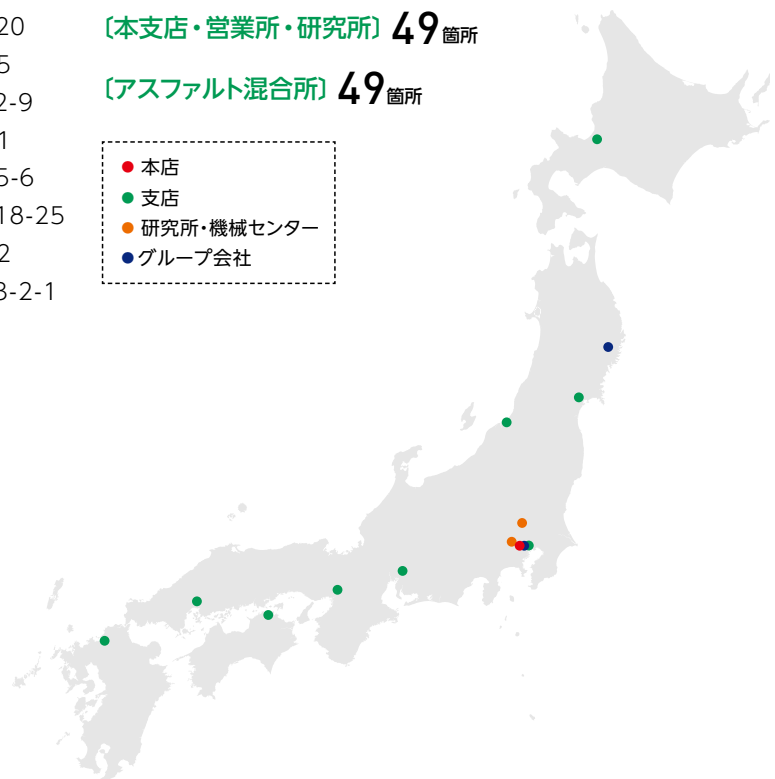 20
5
2-9
1
5-6
18-25
2
3-2-1
〔本支店・営業所・研究所〕 49箇所
〔アスファルト混合所〕 49箇所
本店
支店
研究所・機械センター
グループ会社